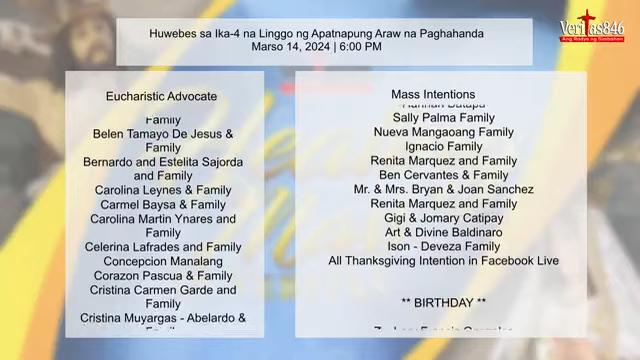 Huwebes sa Ika-4 na Linggo ng Apatnapung Araw na Paghahanda
Marso 14, 2024 | 6:00 PM
Veritas846
Ang Radyo ng Simbahan
Eucharistic Advocate
Family
Belen Tamayo De Jesus &
Family
Bernardo and Estelita Sajorda
and Family
Carolina Leynes & Family
Carmel Baysa & Family
Carolina Martin Ynares and
Family
Celerina Lafrades and Family
Concepcion Manalang
Corazon Pascua & Family
Cristina Carmen Garde and
Family
Cristina Muyargas - Abelardo &
Mass Intentions
Sally Palma Family
Nueva Mangaoang Family
Ignacio Family
Renita Marquez and Family
Ben Cervantes & Family
Mr. & Mrs. Bryan & Joan Sanchez
Renita Marquez and Family
Gigi & Jomary Catipay
Art & Divine Baldinaro
Ison - Deveza Family
All Thanksgiving Intention in Facebook Live
** BIRTHDAY **